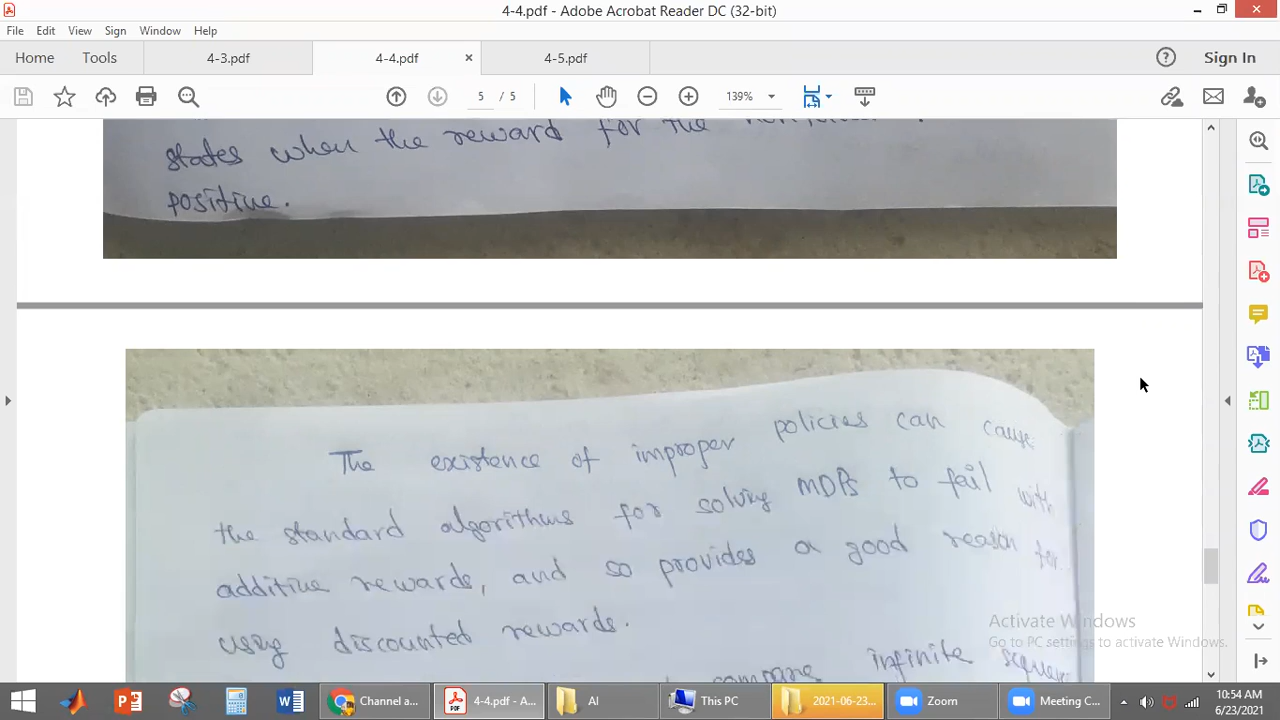 4-4.pdf - Adobe Acrobat Reader DC (32-bit)
File Edit View Sign Window Help
Home Tools 4-3.pdf 4-4.pdf × 4-5.pdf Sign In
5 / 5 139%
states when the reward for the
positive.
The existence of improper policies can cause
the standard algorithms for solving MDPs to fail with
additive rewards, and so provides a good reason for
using discounted rewards.
compare infinite
Activate Windows
Go to PC settings to activate Windows.
Channel a... 4-4.pdf - A... AI This PC 2021-06-23... Zoom Meeting C...
10:54 AM
6/23/2021